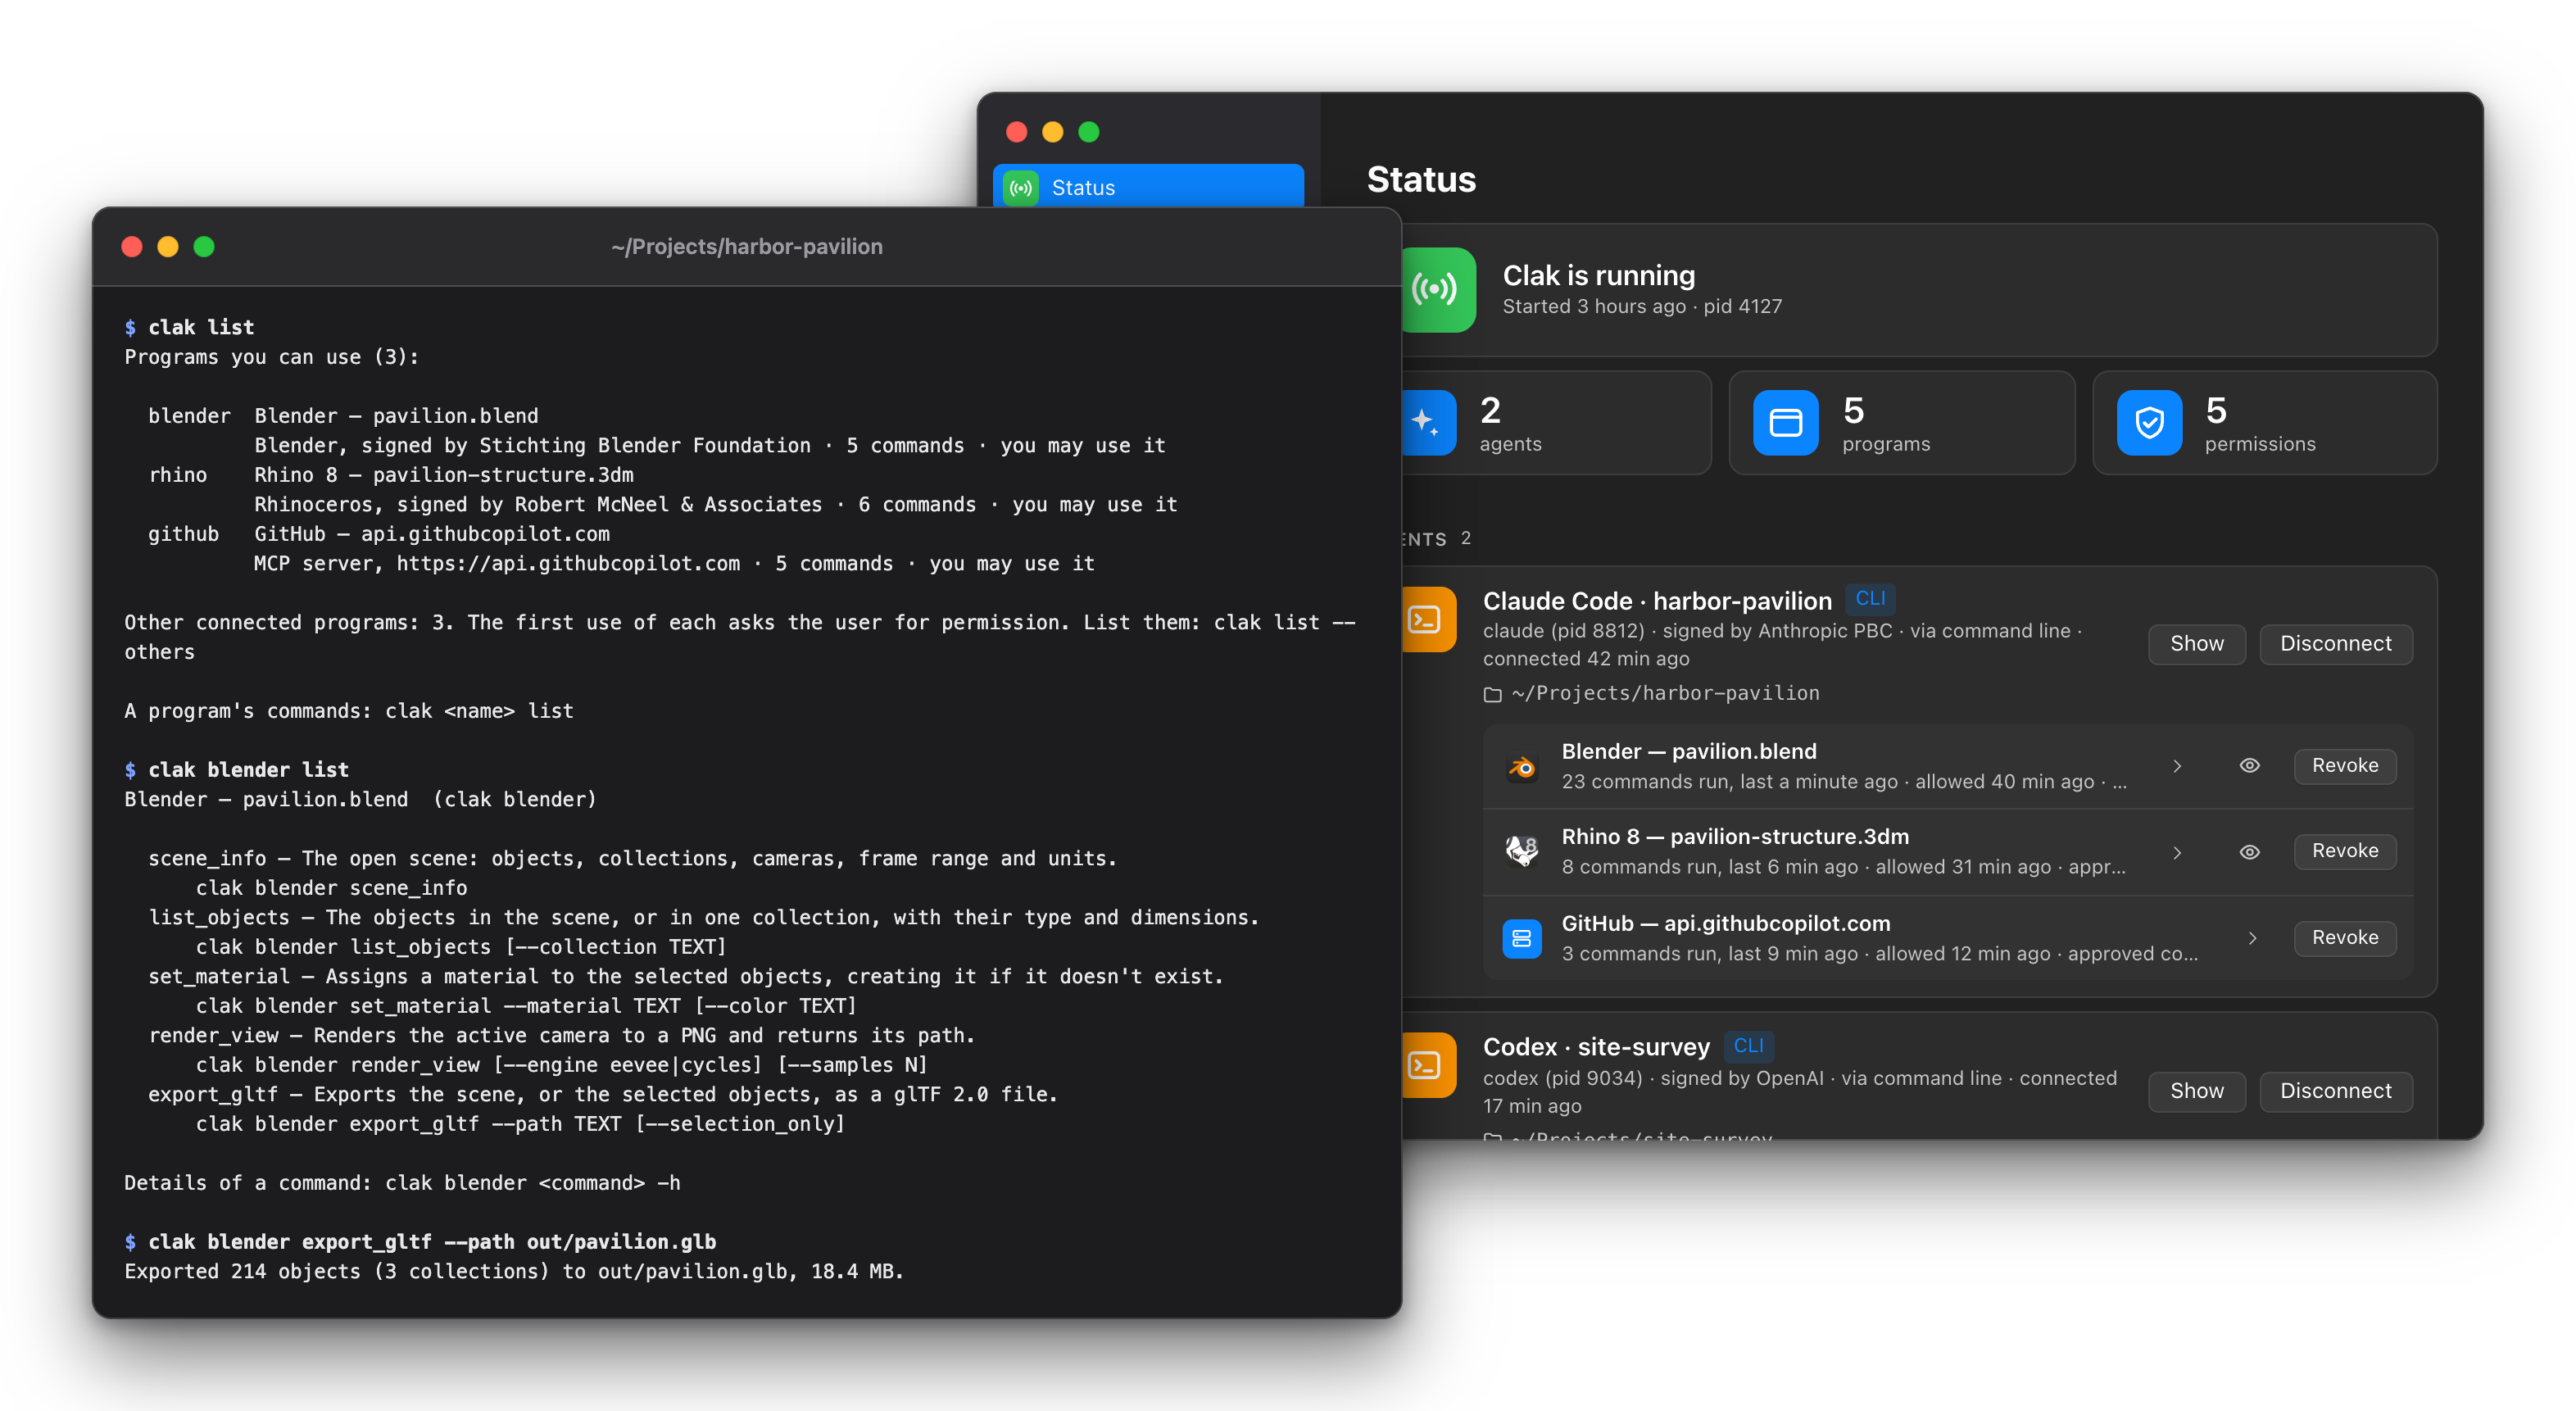 ~/Projects/harbor-pavilion
$ clak list
Programs you can use (3):
blender  Blender — pavilion.blend
Blender, signed by Stichting Blender Foundation · 5 commands · you may use it
rhino    Rhino 8 — pavilion-structure.3dm
Rhinoceros, signed by Robert McNeel & Associates · 6 commands · you may use it
github   GitHub — api.githubcopilot.com
MCP server, https://api.githubcopilot.com · 5 commands · you may use it
Other connected programs: 3. The first use of each asks the user for permission. List them: clak list --
others
A program's commands: clak <name> list
$ clak blender list
Blender — pavilion.blend  (clak blender)
scene_info — The open scene: objects, collections, cameras, frame range and units.
clak blender scene_info
list_objects — The objects in the scene, or in one collection, with their type and dimensions.
clak blender list_objects [--collection TEXT]
set_material — Assigns a material to the selected objects, creating it if it doesn't exist.
clak blender set_material --material TEXT [--color TEXT]
render_view — Renders the active camera to a PNG and returns its path.
clak blender render_view [--engine eevee|cycles] [--samples N]
export_gltf — Exports the scene, or the selected objects, as a glTF 2.0 file.
clak blender export_gltf --path TEXT [--selection_only]
Details of a command: clak blender <command> -h
$ clak blender export_gltf --path out/pavilion.glb
Exported 214 objects (3 collections) to out/pavilion.glb, 18.4 MB.
Status
Status
Clak is running
Started 3 hours ago · pid 4127
2
agents
5
programs
5
permissions
ENTS 2
Claude Code · harbor-pavilion CLI
claude (pid 8812) · signed by Anthropic PBC · via command line ·
connected 42 min ago
~/Projects/harbor-pavilion
Show
Disconnect
Blender — pavilion.blend
23 commands run, last a minute ago · allowed 40 min ago · ...
Revoke
Rhino 8 — pavilion-structure.3dm
8 commands run, last 6 min ago · allowed 31 min ago · appr...
Revoke
GitHub — api.githubcopilot.com
3 commands run, last 9 min ago · allowed 12 min ago · approved co...
Revoke
Codex · site-survey CLI
codex (pid 9034) · signed by OpenAI · via command line · connected
17 min ago
~/Projects/site-survey
Show
Disconnect